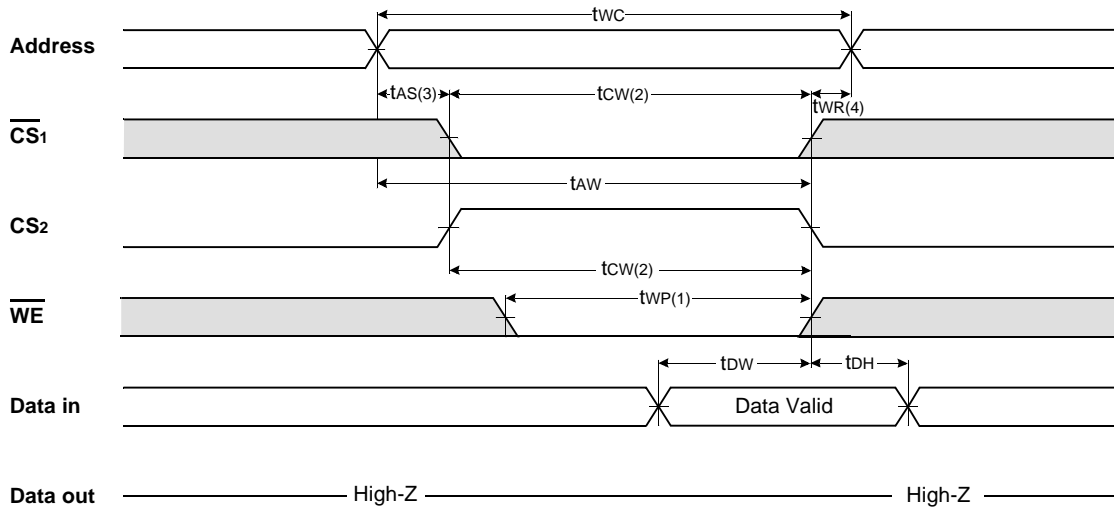 tWC
Address
tAS(3) tCW(2) tWR(4)
CS1
tAW
CS2
tCW(2)
tWP(1)
WE
tDW tDH
Data in Data Valid
Data out High-Z High-Z